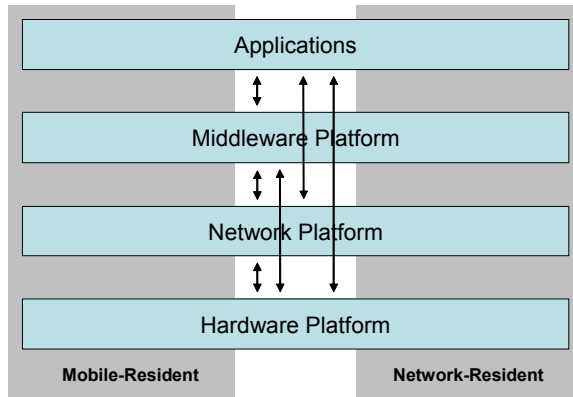 Applications
Middleware Platform
Network Platform
Hardware Platform
Mobile-Resident
Network-Resident